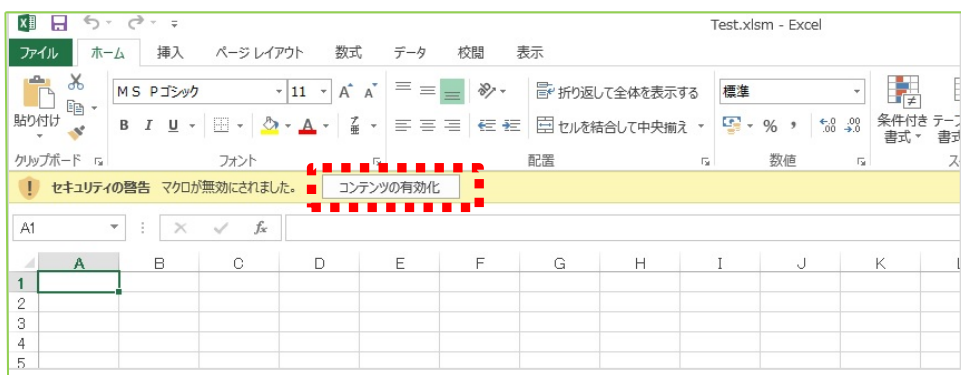 Test.xlsm - Excel
ファイル ホーム 挿入 ページ レイアウト 数式 データ 校閲 表示
貼り付け
ＭＳ Ｐゴシック 11 A A
B I U A 亜
折り返して全体を表示する
セルを結合して中央揃え
標準
% ,
条件付き
書式
クリップボード フォント 配置 数値
セキュリティの警告 マクロが無効にされました。 コンテンツの有効化
A1 fx
A B C D E F G H I J K
1
2
3
4
5